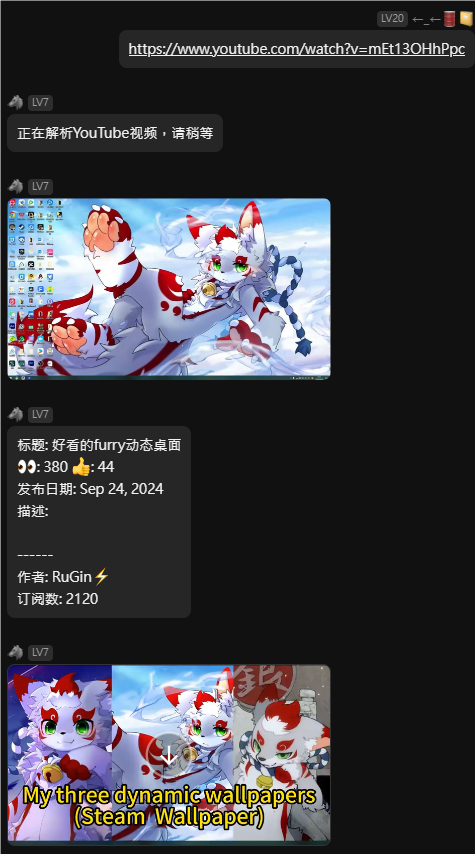 LV20 ←_←
https://www.youtube.com/watch?v=mEt13OHhPpc
LV7
正在解析YouTube视频，请稍等
LV7
LV7
标题: 好看的furry动态桌面
👀: 380 👍: 44
发布日期: Sep 24, 2024
描述:
------
作者: RuGin⚡
订阅数: 2120
LV7
銀
My three dynamic wallpapers
(Steam Wallpaper)